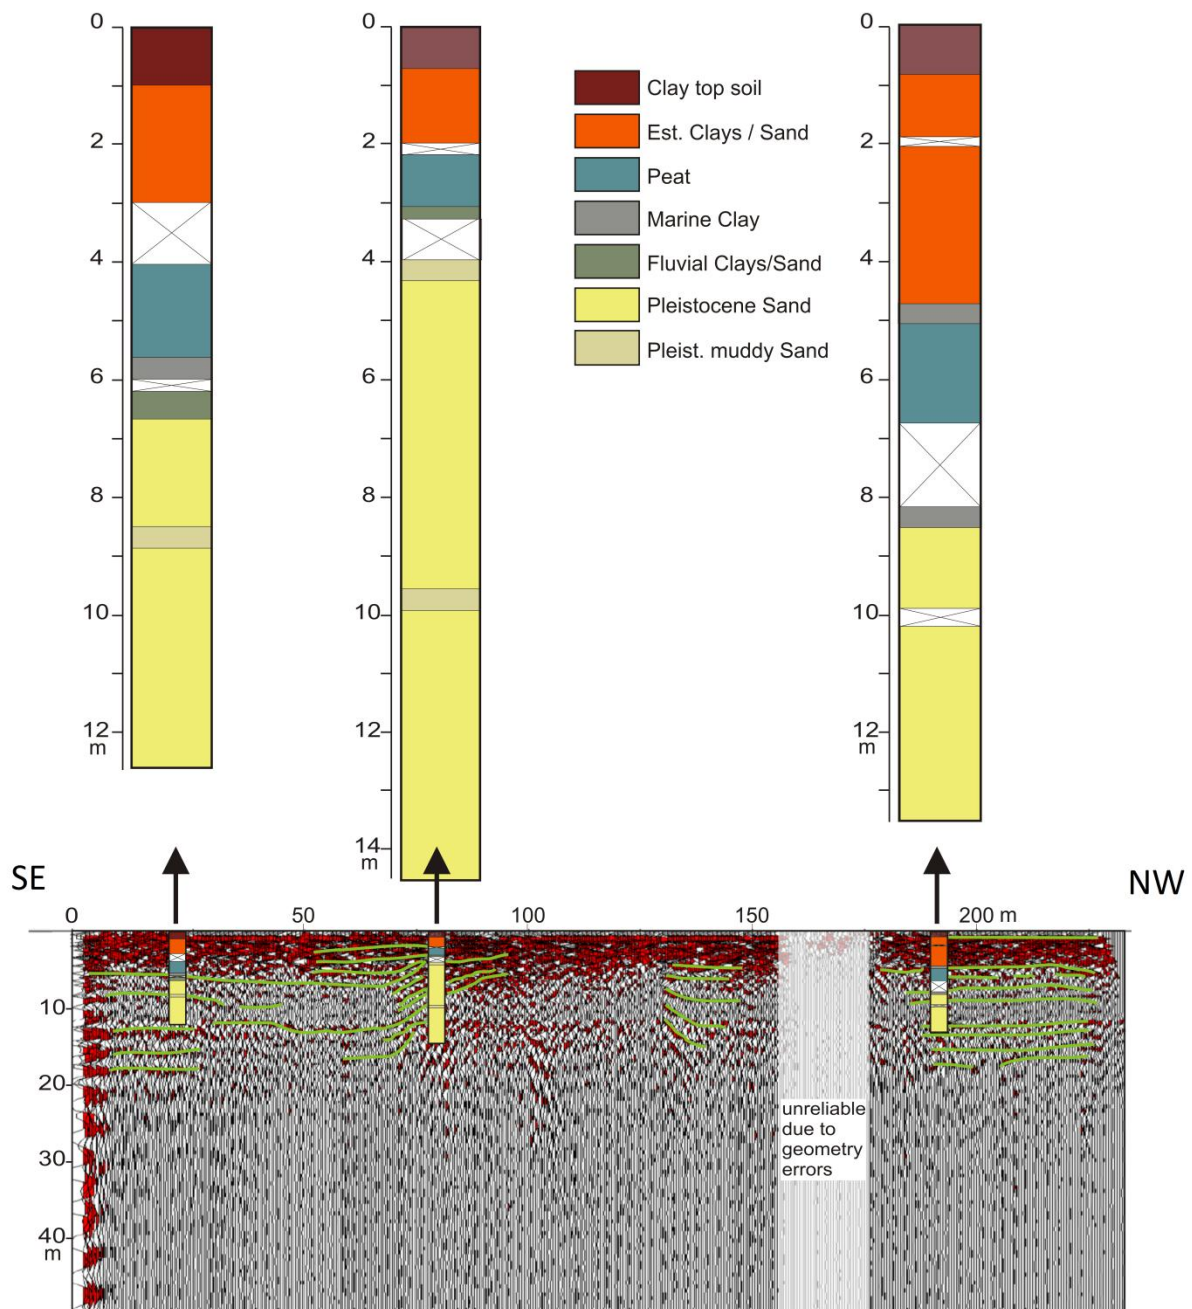 0
2
4
6
8
10
12
m
0
2
4
6
8
10
12
14
m
Clay top soil
Est. Clays / Sand
Peat
Marine Clay
Fluvial Clays/Sand
Pleistocene Sand
Pleist. muddy Sand
0
2
4
6
8
10
12
m
SE
NW
0 50 100 150 200 m
10
20
30
40
m
unreliable
due to
geometry
errors